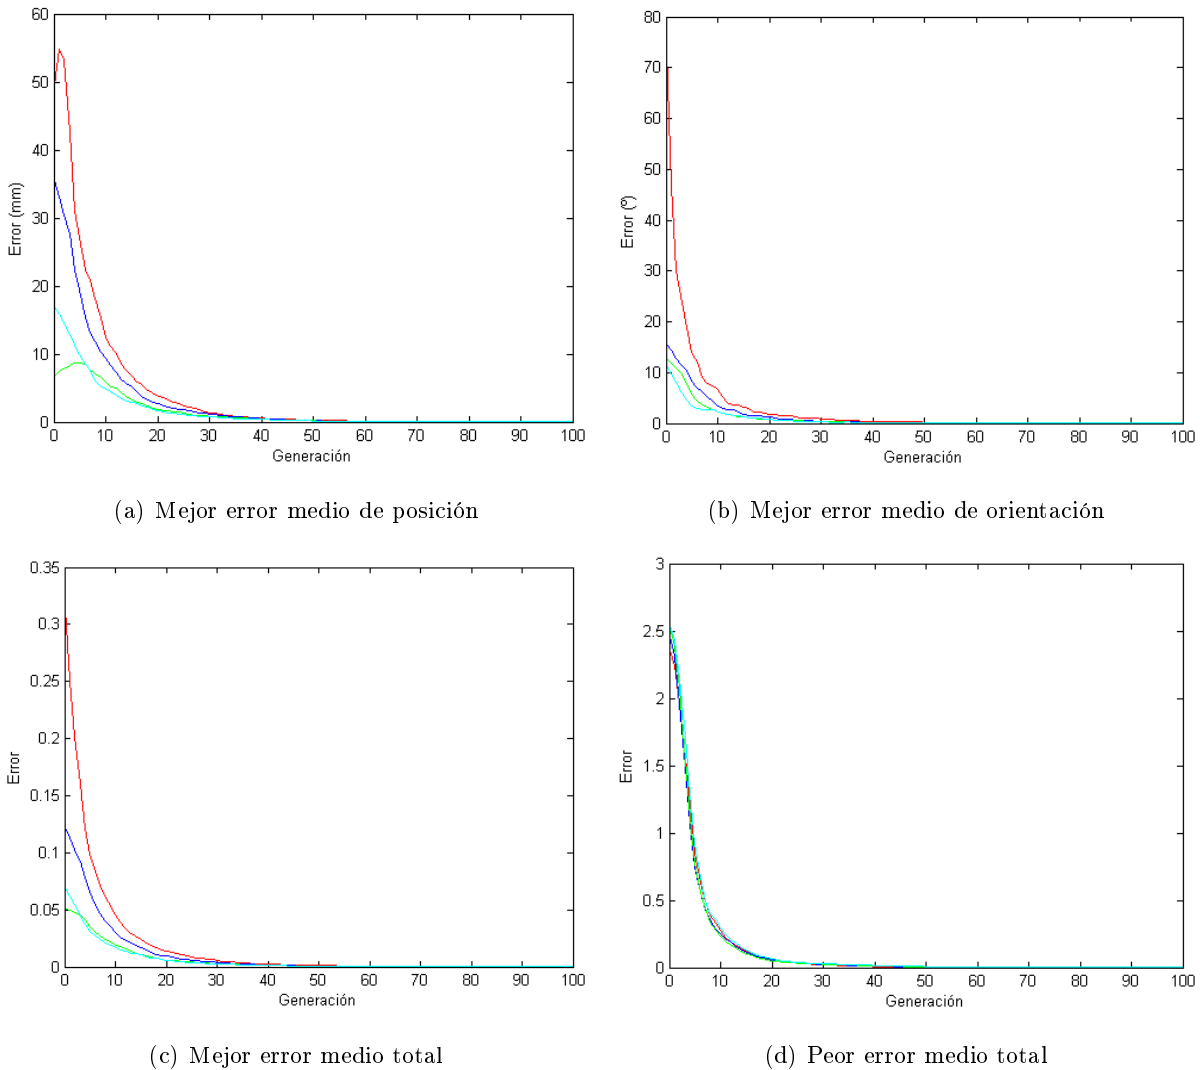 60
50
40
30
20
10
0
Error (mm)
0 10 20 30 40 50 60 70 80 90 100
Generación
(a) Mejor error medio de posición
80
70
60
50
40
30
20
10
0
Error (º)
0 10 20 30 40 50 60 70 80 90 100
Generación
(b) Mejor error medio de orientación
0.35
0.3
0.25
0.2
0.15
0.1
0.05
0
Error
0 10 20 30 40 50 60 70 80 90 100
Generación
(c) Mejor error medio total
3
2.5
2
1.5
1
0.5
0
Error
0 10 20 30 40 50 60 70 80 90 100
Generación
(d) Peor error medio total